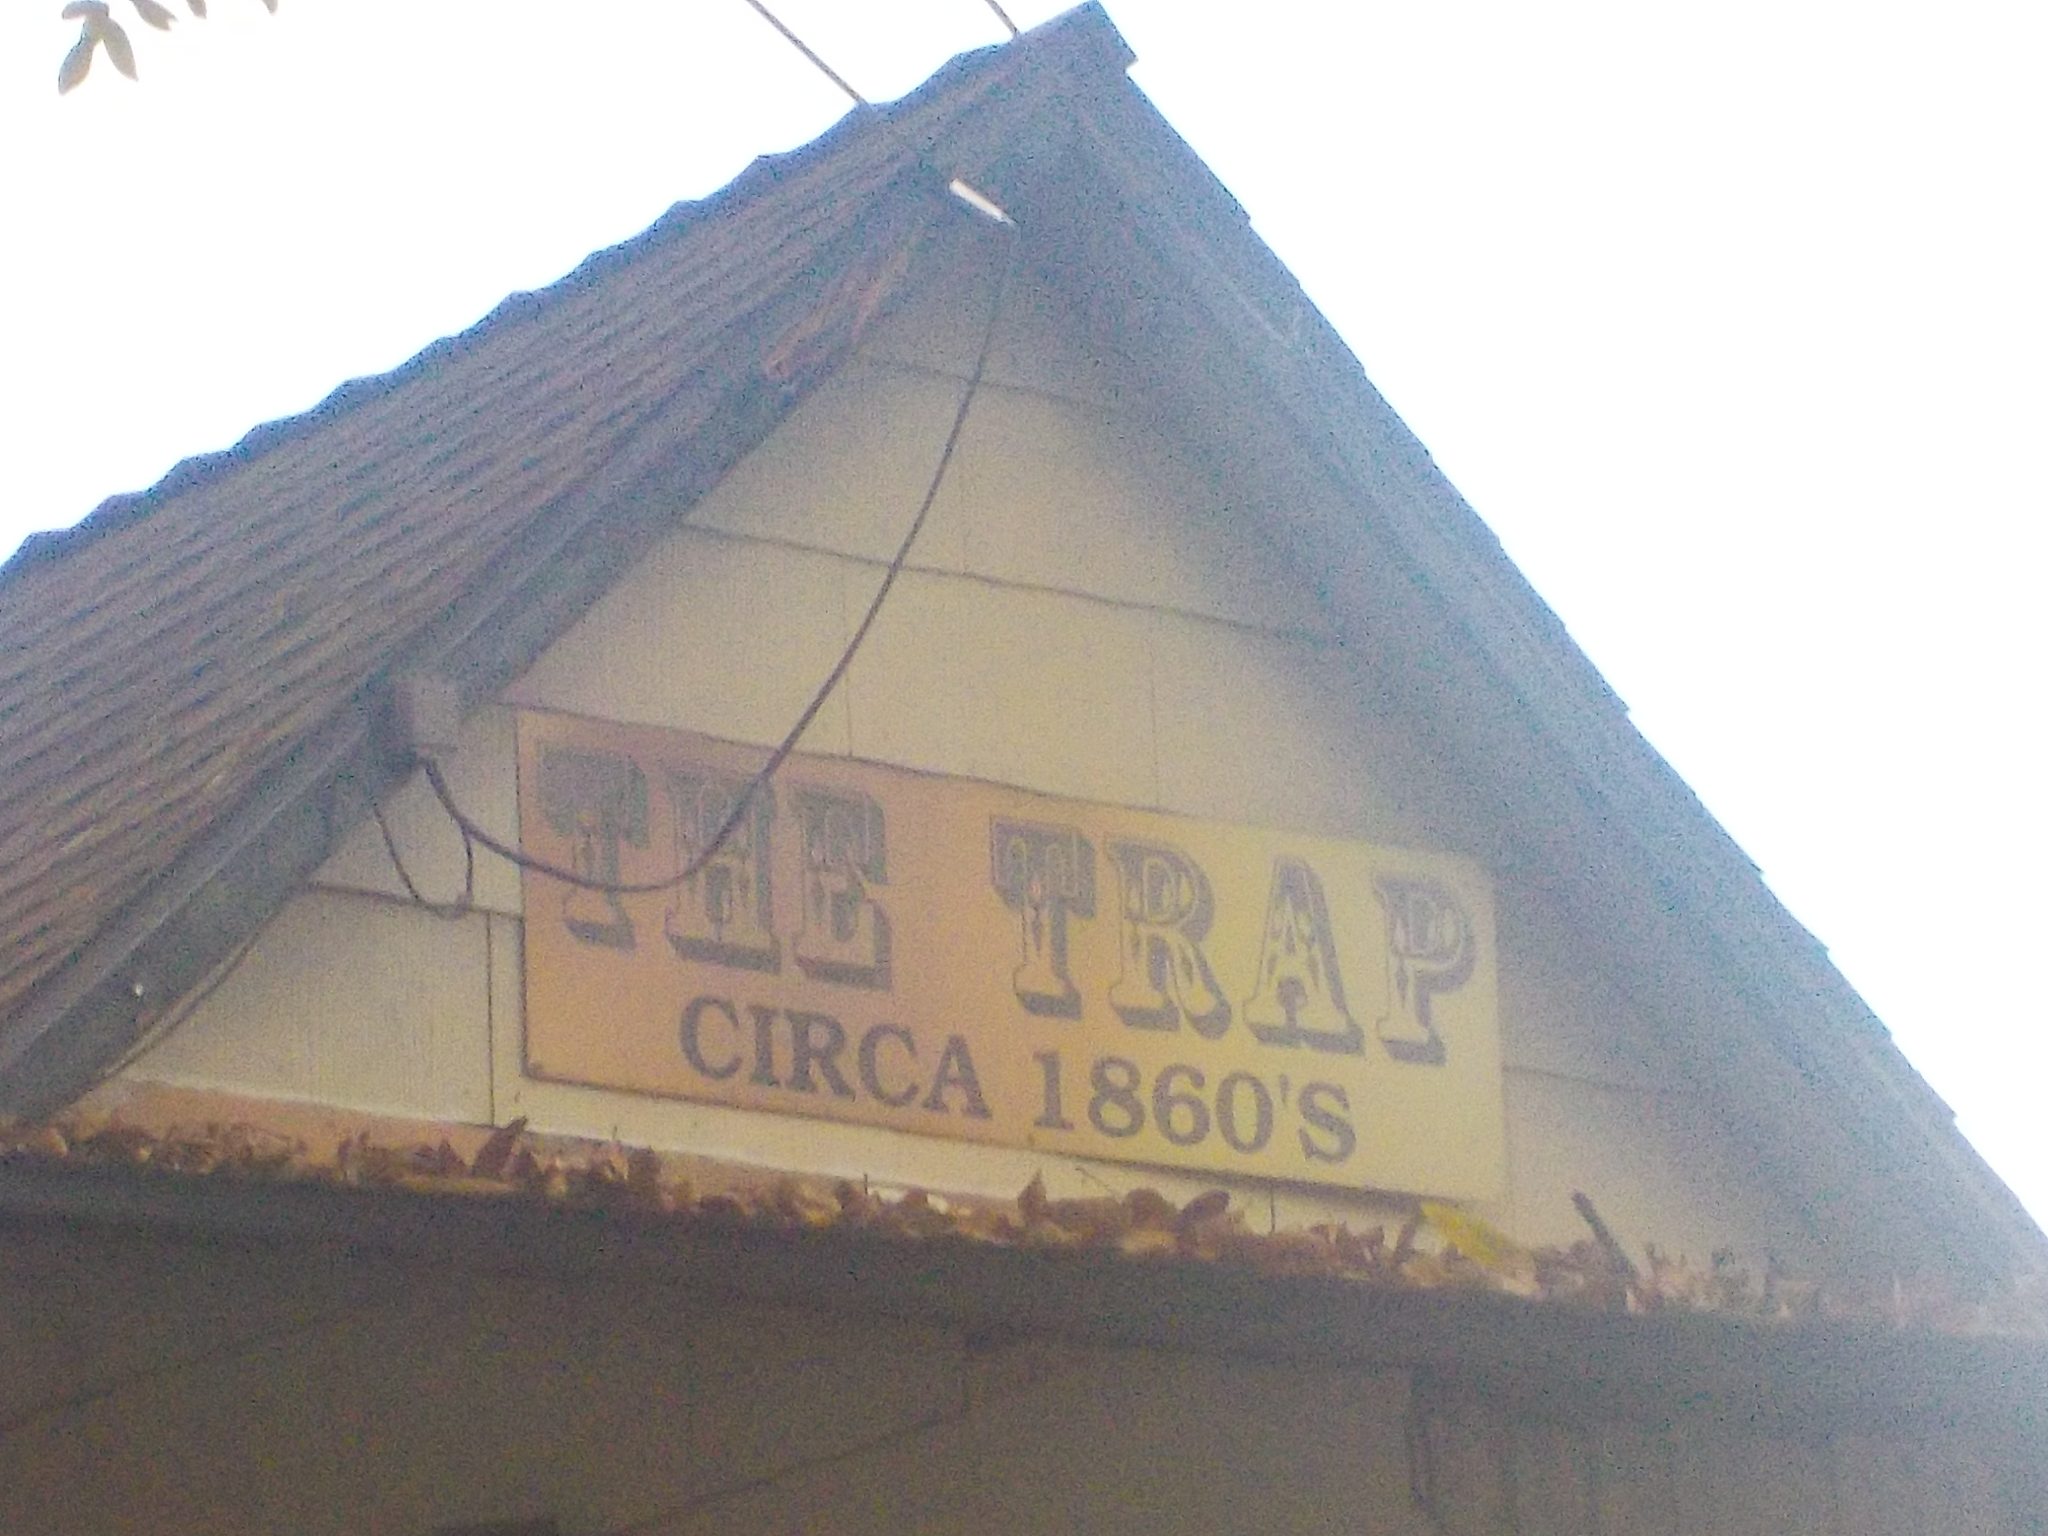 THE TRAP
CIRCA 1860'S